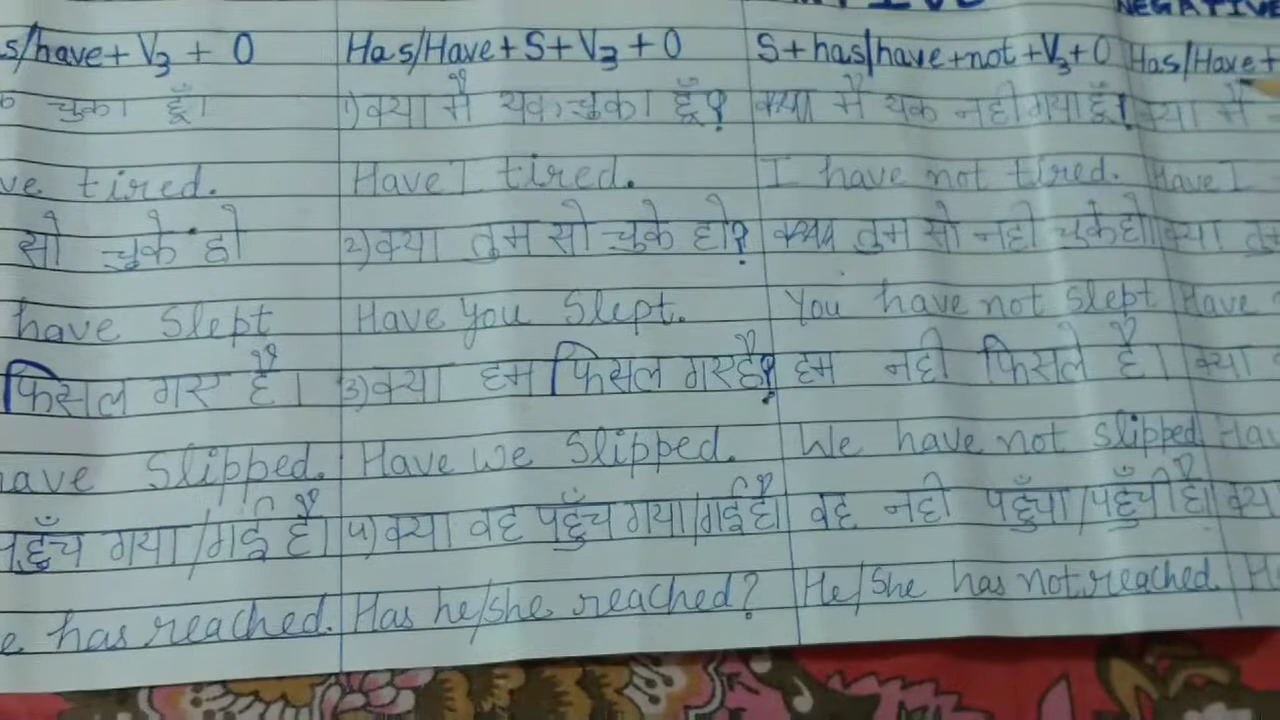 NEGATIVE
s/have + V3 + O
Has/Have + S + V3 + O
S + has/have + not + V3 + O
Has/Have +
चुका हूँ।
1) क्या मैं थक चुका हूँ?
क्या मैं थक नही गया हूँ!
क्या मैं
ve tired.
Have I tired.
I have not tired.
Have I
सो चुके हो
2) क्या तुम सो चुके हो?
तुम सो नही चुके हो
क्या
have Slept
Have you Slept.
You have not slept
Have
फिसल गए हैं।
3) क्या हम फिसल गए हैं?
हम नही फिसले हैं।
क्या
have Slipped.
Have we Slipped.
We have not slipped
Hav
हुँच गया/गई है।
4) क्या वह पहुँच गया/गई है।
वह नही पहुँचा/पहुँची है।
क्य
e has reached.
Has he/she reached?
He/She has not reached.
H